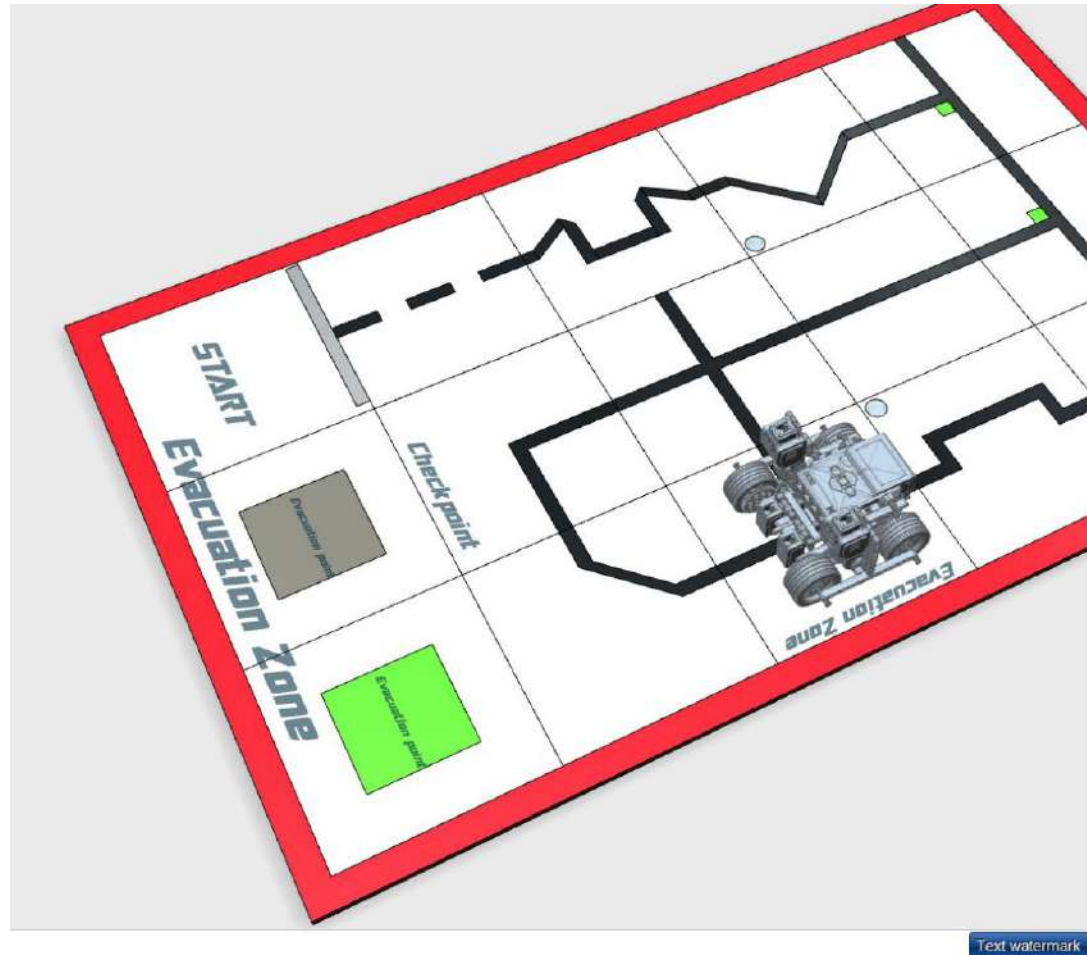 START
Checkpoint
Evacuation Zone
Evacuation point
Evacuation point
Evacuation Zone
Text watermark